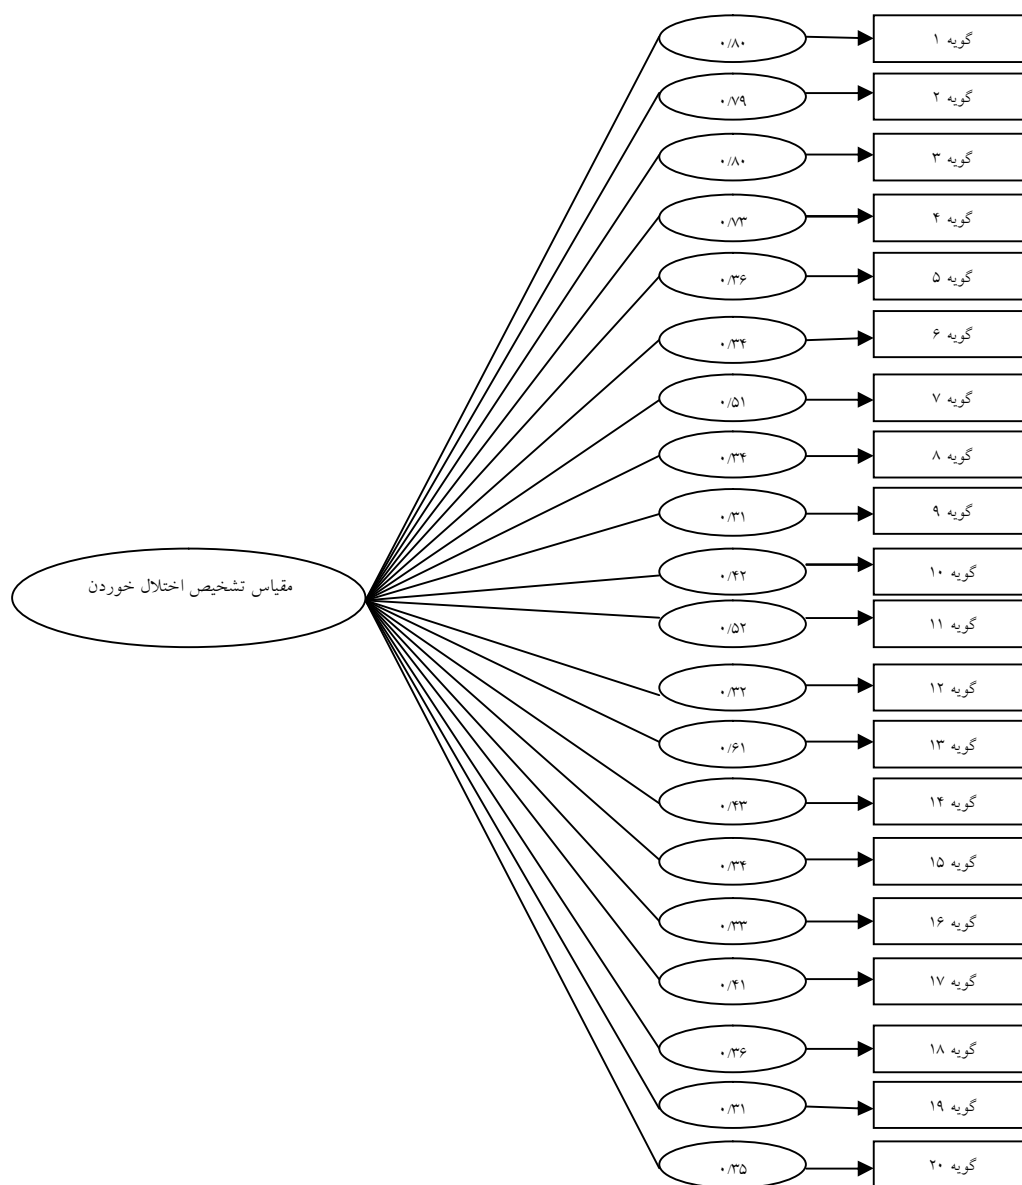 گویه ۱
۰/۸۰
گویه ۲
۰/۷۹
گویه ۳
۰/۸۰
گویه ۴
۰/۷۳
گویه ۵
۰/۳۶
گویه ۶
۰/۳۴
گویه ۷
۰/۵۱
گویه ۸
۰/۳۴
گویه ۹
۰/۳۱
گویه ۱۰
۰/۴۲
مقیاس تشخیص اختلال خوردن
گویه ۱۱
۰/۵۲
گویه ۱۲
۰/۳۲
گویه ۱۳
۰/۶۱
گویه ۱۴
۰/۴۳
گویه ۱۵
۰/۳۴
گویه ۱۶
۰/۳۳
گویه ۱۷
۰/۴۱
گویه ۱۸
۰/۳۶
گویه ۱۹
۰/۳۱
گویه ۲۰
۰/۳۵